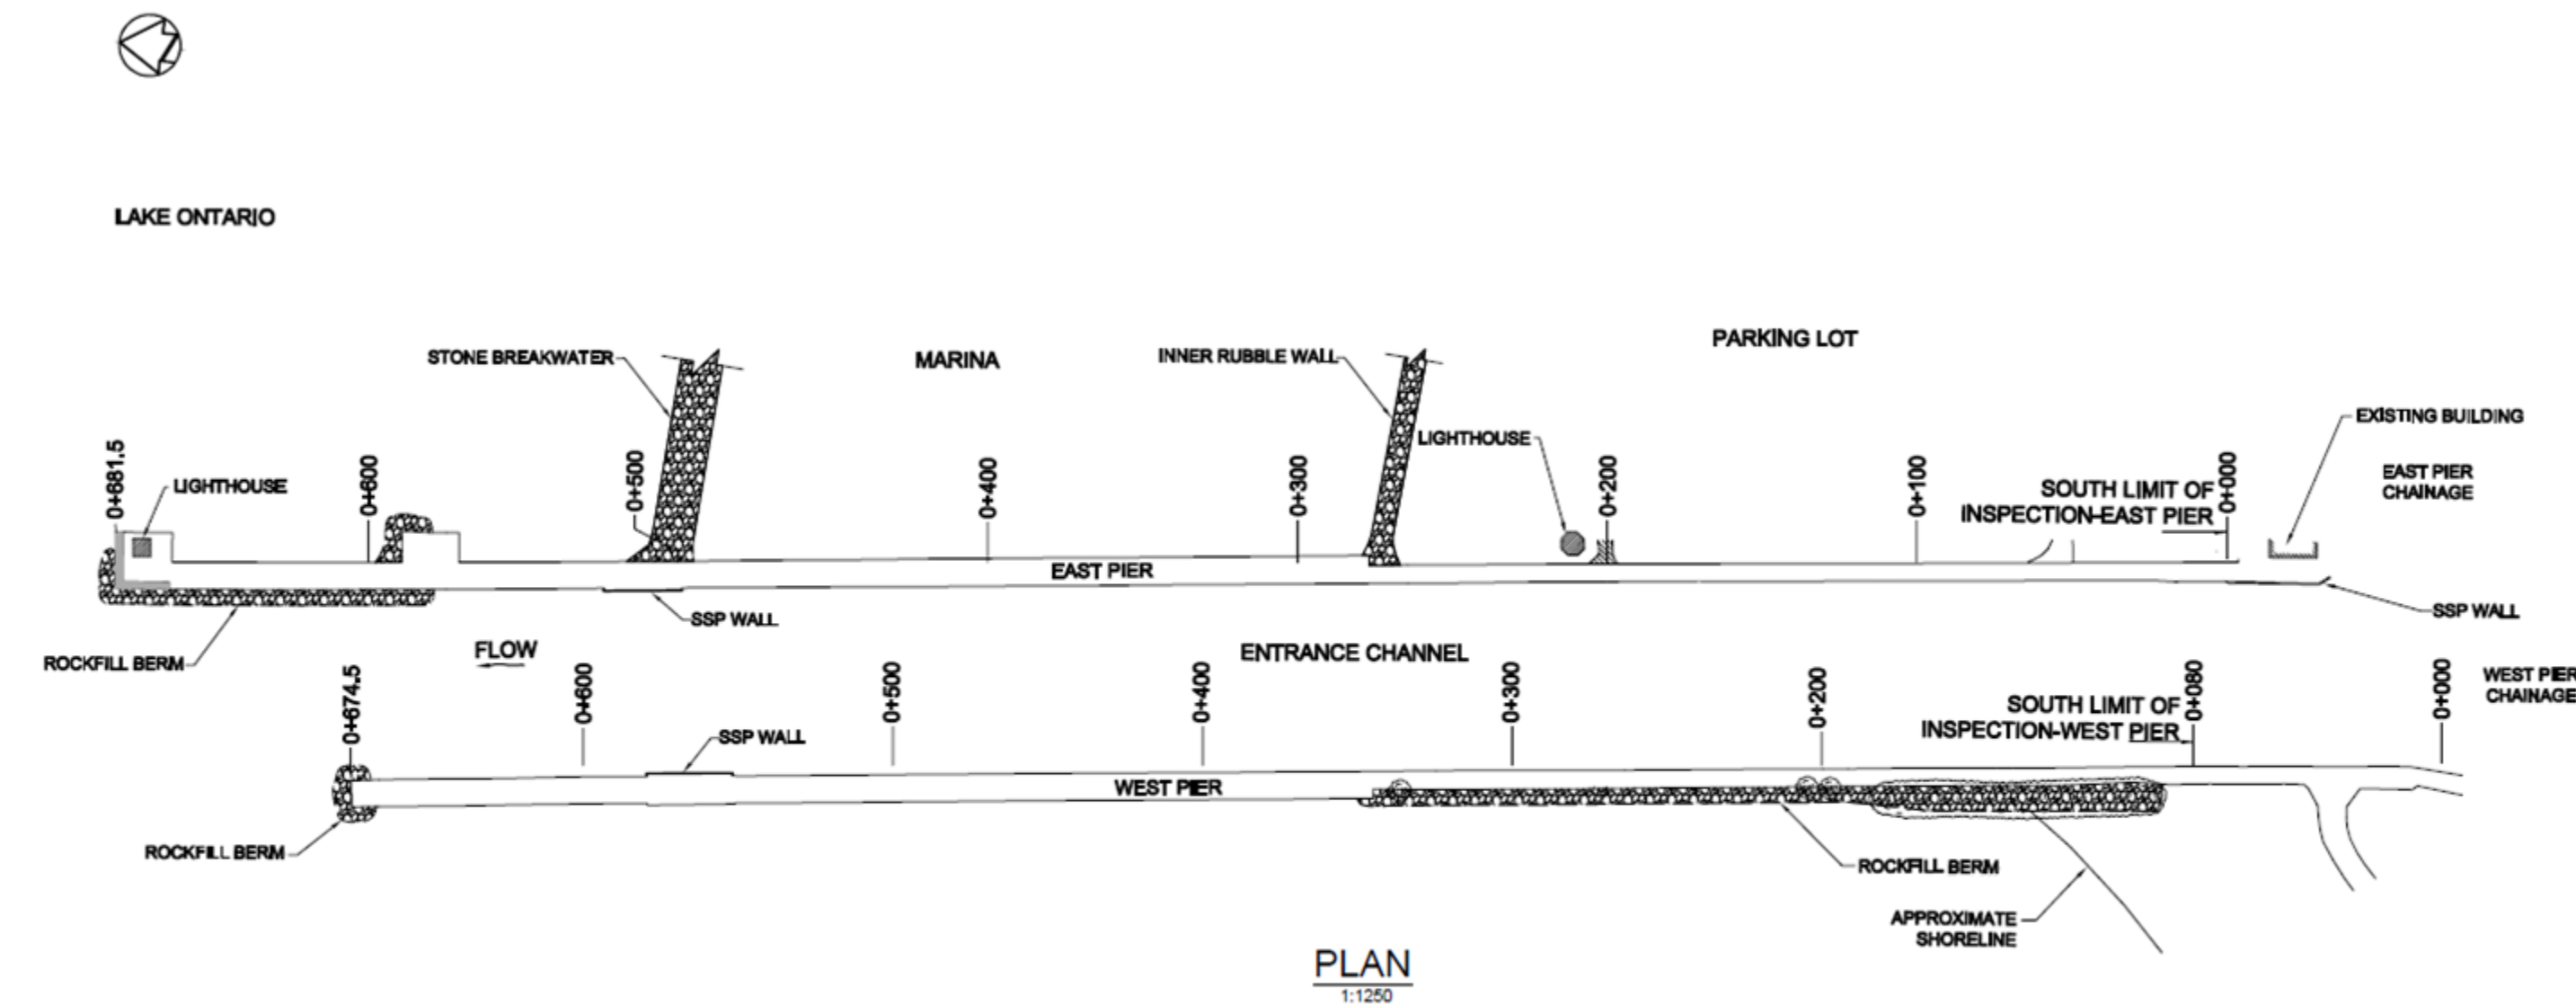 LAKE ONTARIO
PARKING LOT
STONE BREAKWATER
MARINA
INNER RUBBLE WALL
EXISTING BUILDING
LIGHTHOUSE
0+681.5
LIGHTHOUSE
0+600
0+500
0+400
0+300
0+200
0+100
SOUTH LIMIT OF
INSPECTION-EAST PIER
0+000
EAST PIER
CHAINAGE
EAST PIER
SSP WALL
SSP WALL
ROCKFILL BERM
FLOW
ENTRANCE CHANNEL
0+674.5
0+600
0+500
0+400
0+300
0+200
SOUTH LIMIT OF
INSPECTION-WEST PIER
0+080
0+000
WEST PIER
CHAINAGE
SSP WALL
WEST PIER
ROCKFILL BERM
ROCKFILL BERM
APPROXIMATE
SHORELINE
PLAN
1:1250